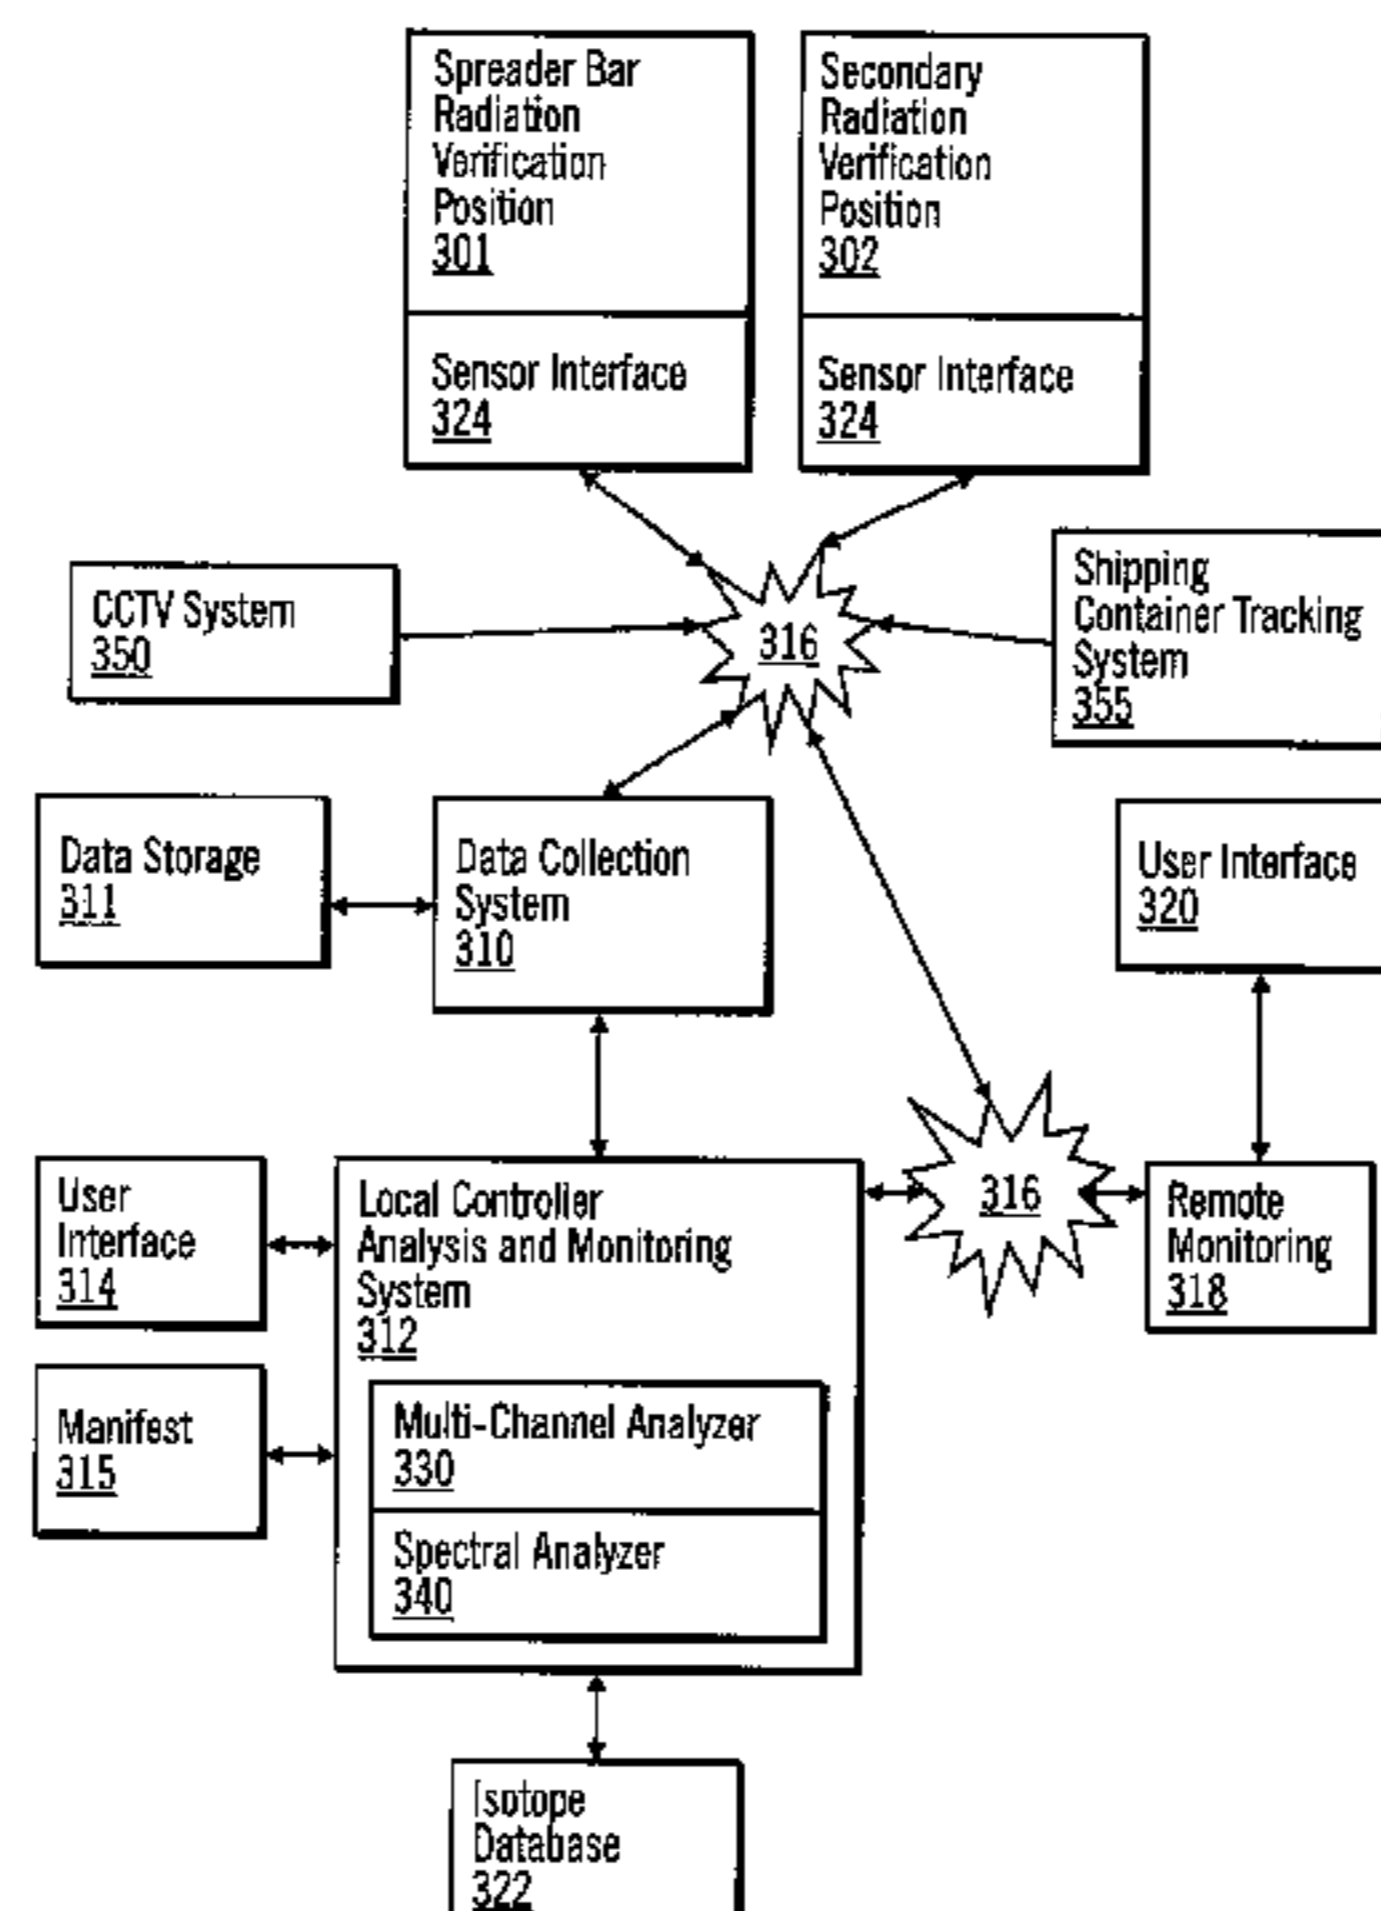 Spreader Bar
Radiation
Verification
Position
301
Sensor Interface
324
Secondary
Radiation
Verification
Position
302
Sensor Interface
324
CCTV System
350
316
Shipping
Container Tracking
System
355
Data Storage
311
Data Collection
System
310
User Interface
320
User
Interface
314
Local Controller
Analysis and Monitoring
System
312
316
Remote
Monitoring
318
Manifest
315
Multi-Channel Analyzer
330
Spectral Analyzer
340
Isotope
Database
322